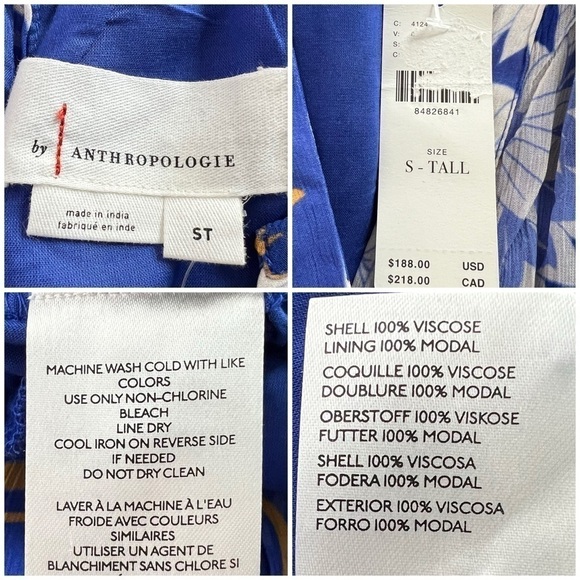 by ANTHROPOLOGIE
made in india
fabriqué en inde
ST
C: 4124
V:
S:
C:
84826841
SIZE
S - TALL
$188.00 USD
$218.00 CAD
MACHINE WASH COLD WITH LIKE
COLORS
USE ONLY NON-CHLORINE
BLEACH
LINE DRY
COOL IRON ON REVERSE SIDE
IF NEEDED
DO NOT DRY CLEAN
LAVER À LA MACHINE À L'EAU
FROIDE AVEC COULEURS
SIMILAIRES
UTILISER UN AGENT DE
BLANCHIMENT SANS CHLORE SI
SHELL 100% VISCOSE
LINING 100% MODAL
COQUILLE 100% VISCOSE
DOUBLURE 100% MODAL
OBERSTOFF 100% VISKOSE
FUTTER 100% MODAL
SHELL 100% VISCOSA
FODERA 100% MODAL
EXTERIOR 100% VISCOSA
FORRO 100% MODAL